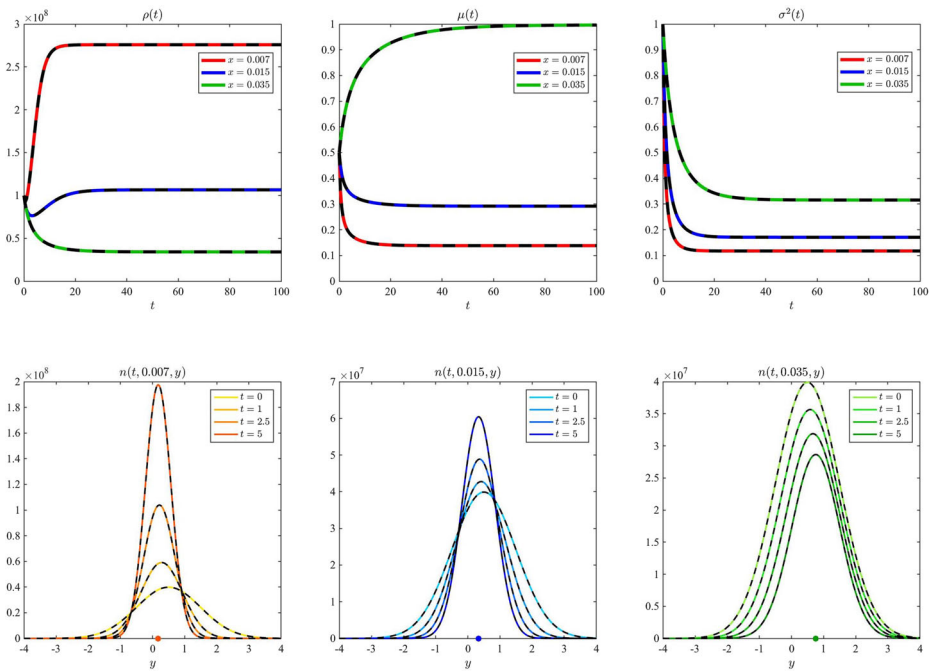 ×10⁸ ρ(t)
3
2.5
2
1.5
1
0.5
0
0 20 40 60 80 100
t
x = 0.007
x = 0.015
x = 0.035
μ(t)
1
0.9
0.8
0.7
0.6
0.5
0.4
0.3
0.2
0.1
0
0 20 40 60 80 100
t
x = 0.007
x = 0.015
x = 0.035
σ²(t)
1
0.9
0.8
0.7
0.6
0.5
0.4
0.3
0.2
0.1
0
0 20 40 60 80 100
t
x = 0.007
x = 0.015
x = 0.035
×10⁸ n(t, 0.007, y)
2
1.8
1.6
1.4
1.2
1
0.8
0.6
0.4
0.2
0
-4 -3 -2 -1 0 1 2 3 4
y
t = 0
t = 1
t = 2.5
t = 5
×10⁷ n(t, 0.015, y)
7
6
5
4
3
2
1
0
-4 -3 -2 -1 0 1 2 3 4
y
t = 0
t = 1
t = 2.5
t = 5
×10⁷ n(t, 0.035, y)
4
3.5
3
2.5
2
1.5
1
0.5
0
-4 -3 -2 -1 0 1 2 3 4
y
t = 0
t = 1
t = 2.5
t = 5